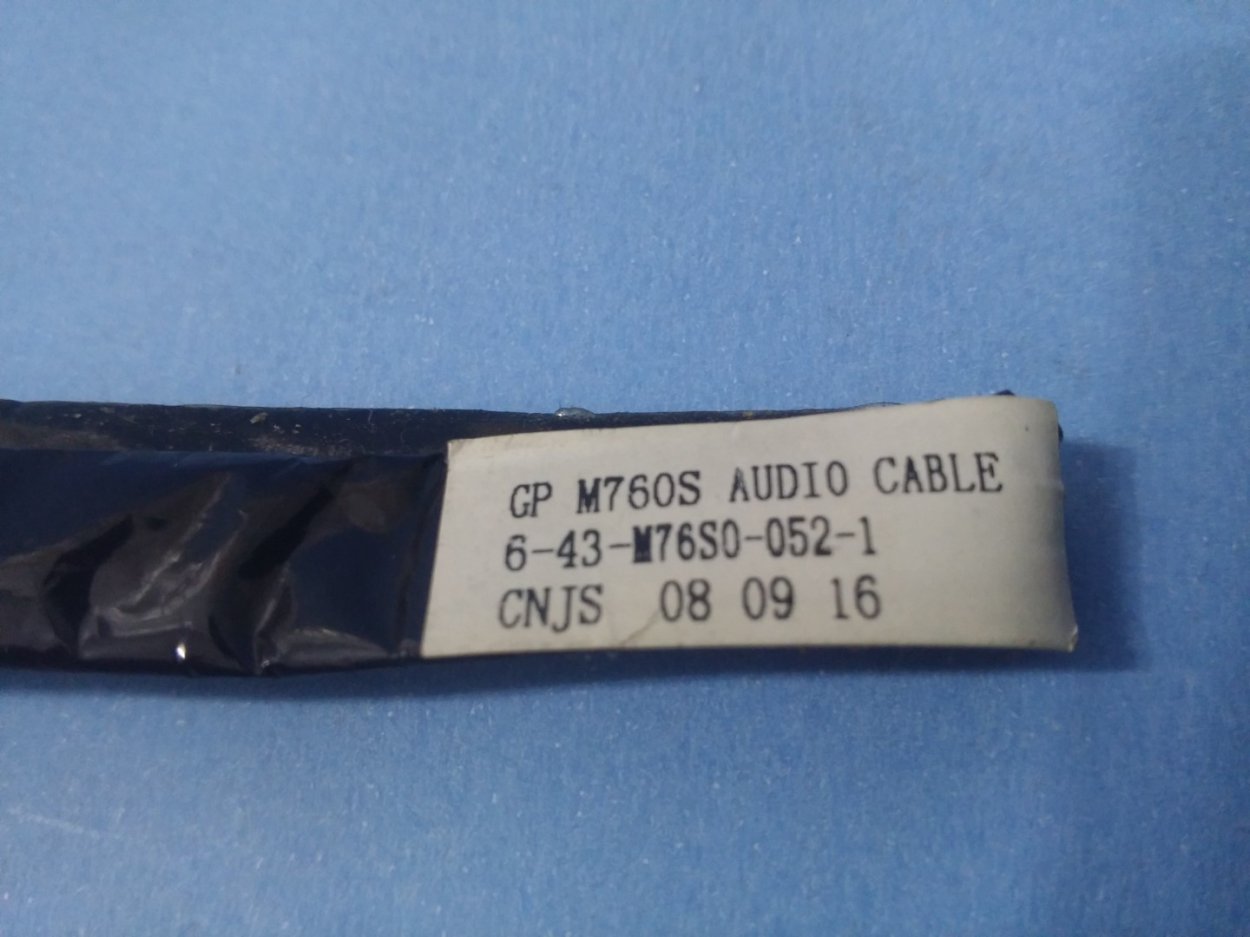 GP M760S AUDIO CABLE
6-43-M76S0-052-1
CNJS 08 09 16